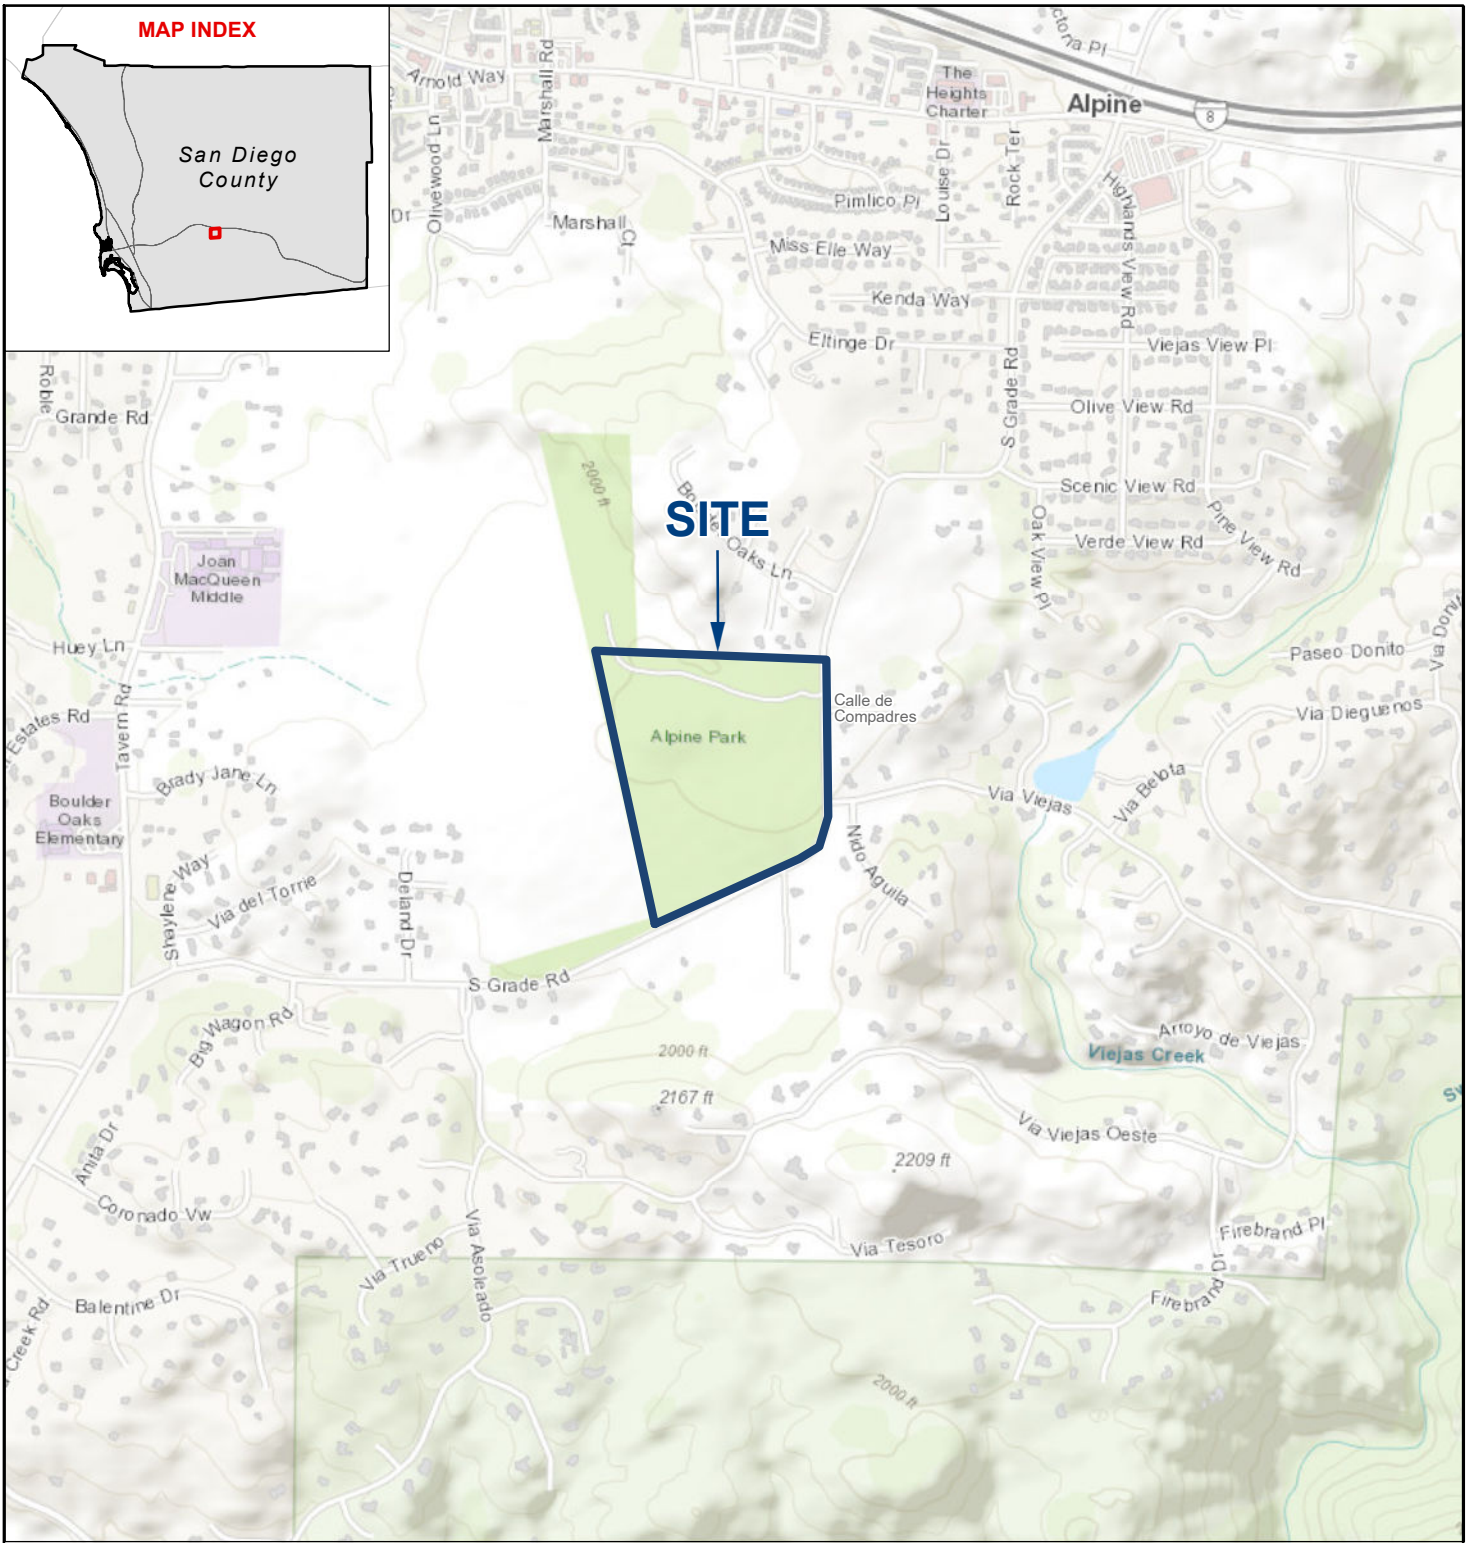 MAP INDEX
San Diego
County
Arnold Way
Marshall Rd
Olivewood Ln
Dr
Marshall
Ct
The
Heights
Charter
Alpine
8
Louise Dr
Rock Ter
Highlands View Rd
Pimlico Pl
Miss Elle Way
Kenda Way
Eltinge Dr
Viejas View Pl
S Grade Rd
Olive View Rd
Scenic View Rd
Pine View Rd
Verde View Rd
Oak View Pl
Roble
Grande Rd
2000 ft
SITE
Oaks Ln
Joan
MacQueen
Middle
Huey Ln
Tavern Rd
Estates Rd
Paseo Donito
Via Dieguenos
Calle de
Compadres
Alpine Park
Brady Jane Ln
Boulder
Oaks
Elementary
Via Viejas
Via Belota
Nido Aguila
Shaylene Way
Via del Torrie
Deland Dr
S Grade Rd
Big Wagon Rd
2000 ft
2167 ft
Arroyo de Viejas
Viejas Creek
Via Viejas Oeste
2209 ft
Anita Dr
Coronado Vw
Via Trueno
Via Asoleado
Via Tesoro
Firebrand Pl
Firebrand Dr
Balentine Dr
Creek Rd
2000 ft